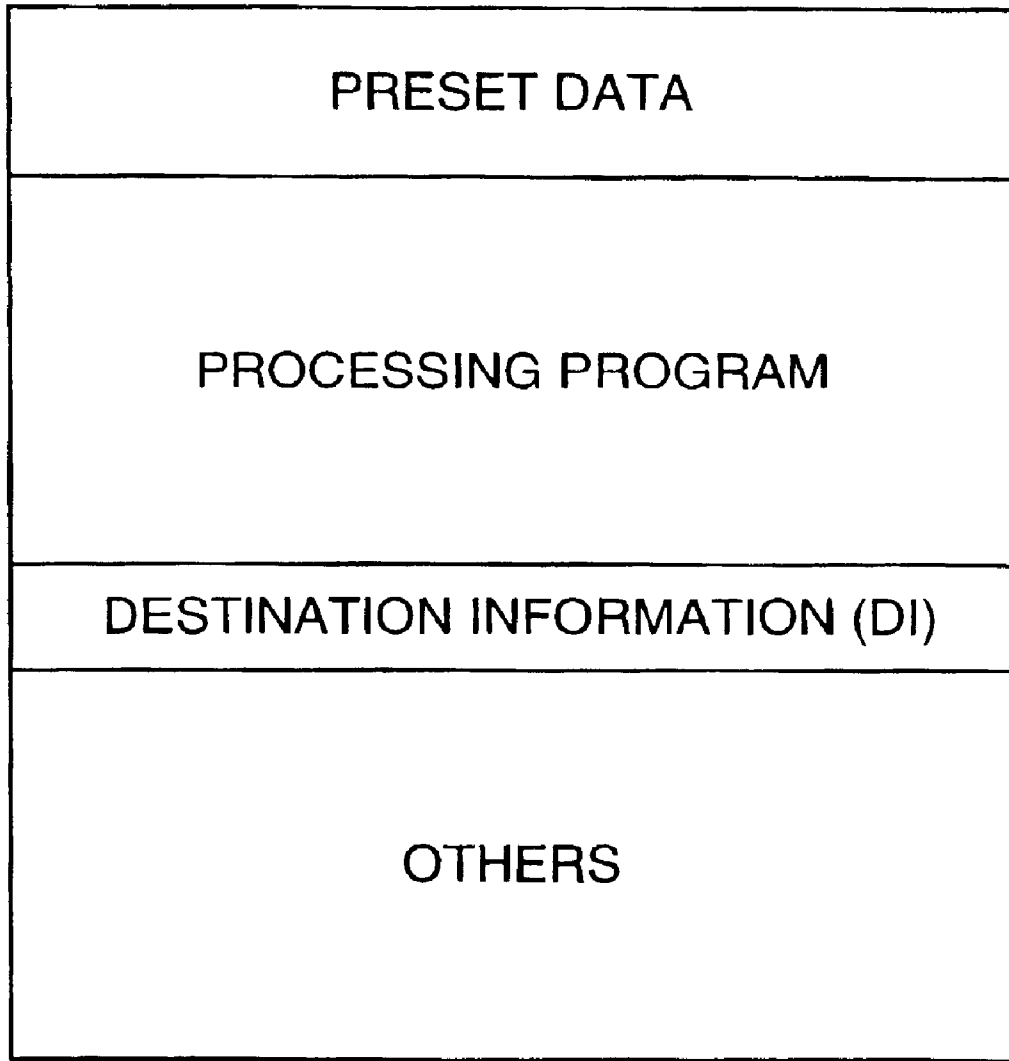 PRESET DATA
PROCESSING PROGRAM
DESTINATION INFORMATION (DI)
OTHERS